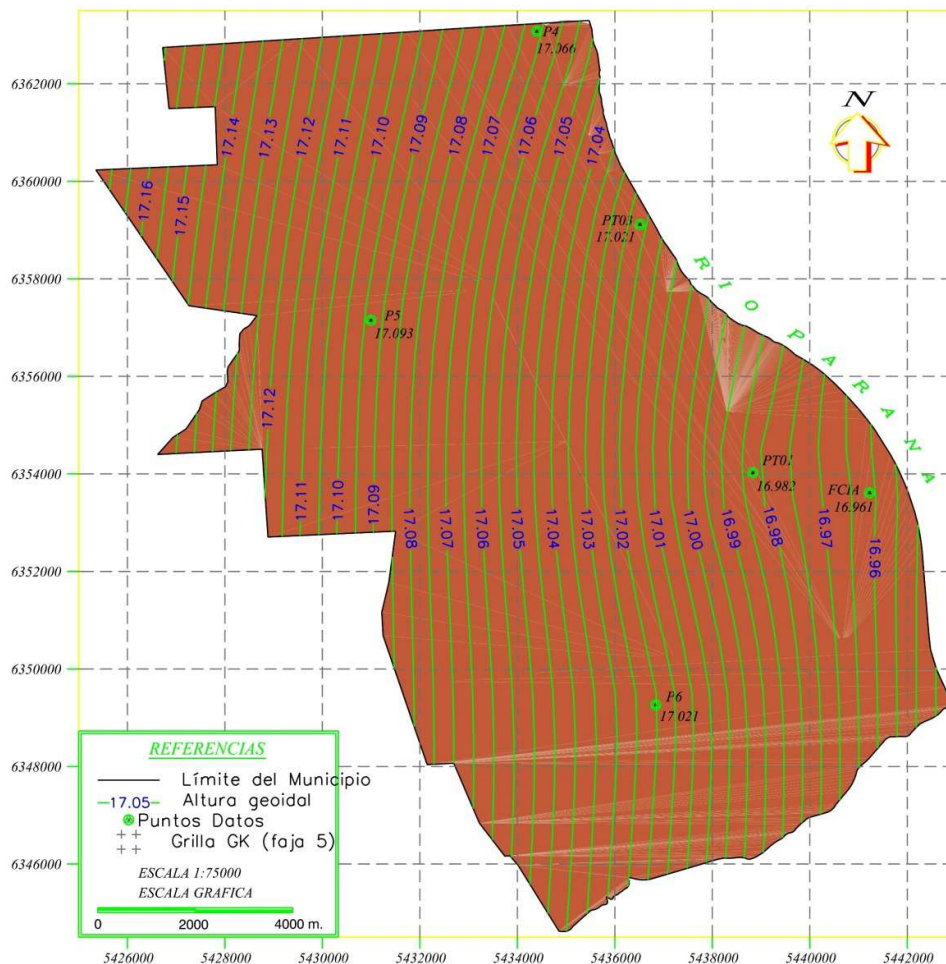 N
P4
17.066
6362000
17.14
17.13
17.12
17.11
17.10
17.09
17.08
17.07
17.06
17.05
17.04
6360000
17.16
17.15
PT03
17.021
6358000
RIO PARANA
P5
17.093
6356000
17.12
6354000
PT01
16.982
FCIA
16.961
17.11
17.10
17.09
17.08
17.07
17.06
17.05
17.04
17.03
17.02
17.01
17.00
16.99
16.98
16.97
16.96
6352000
6350000
P6
17.021
6348000
6346000
6344000
REFERENCIAS
Límite del Municipio
17.05 Altura geoidal
Puntos Datos
Grilla GK (faja 5)
ESCALA 1:75000
ESCALA GRAFICA
0 2000 4000 m.
5426000 5428000 5430000 5432000 5434000 5436000 5438000 5440000 5442000